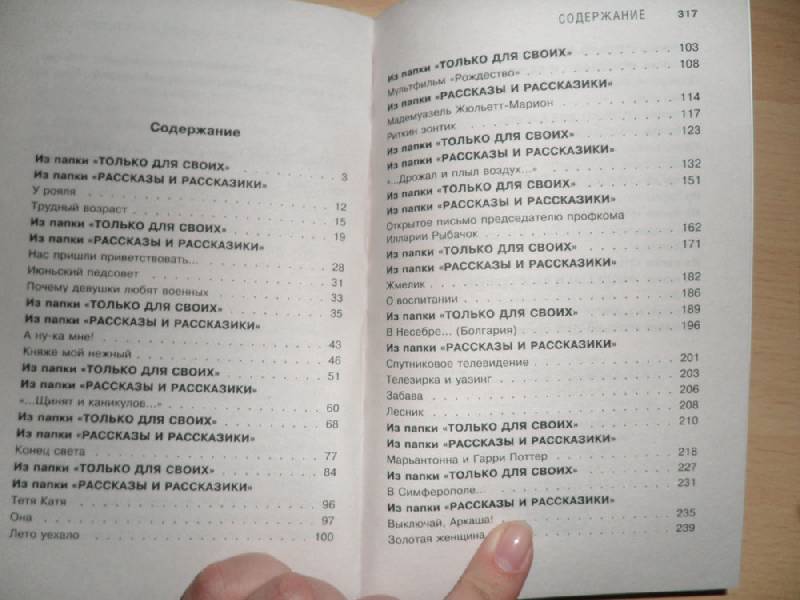 Содержание
Из папки «ТОЛЬКО ДЛЯ СВОИХ» 3
Из папки «РАССКАЗЫ И РАССКАЗИКИ»
У рояля 12
Трудный возраст 15
Из папки «ТОЛЬКО ДЛЯ СВОИХ» 19
Из папки «РАССКАЗЫ И РАССКАЗИКИ»
Нас пришли приветствовать... 28
Июньский педсовет 31
Почему девушки любят военных 33
Из папки «ТОЛЬКО ДЛЯ СВОИХ» 35
Из папки «РАССКАЗЫ И РАССКАЗИКИ»
А ну-ка мне! 43
Княже мой нежный 46
Из папки «ТОЛЬКО ДЛЯ СВОИХ» 51
Из папки «РАССКАЗЫ И РАССКАЗИКИ»
«...Щинят и каникулов...» 60
Из папки «ТОЛЬКО ДЛЯ СВОИХ» 68
Из папки «РАССКАЗЫ И РАССКАЗИКИ»
Конец света 77
Из папки «ТОЛЬКО ДЛЯ СВОИХ» 84
Из папки «РАССКАЗЫ И РАССКАЗИКИ»
Тетя Катя 96
Она 97
Лето уехало 100
СОДЕРЖАНИЕ 317
Из папки «ТОЛЬКО ДЛЯ СВОИХ» 103
Мультфильм «Рождество» 108
Из папки «РАССКАЗЫ И РАССКАЗИКИ»
Мадемуазель Жюльетт-Марион 114
Риткин зонтик 117
Из папки «ТОЛЬКО ДЛЯ СВОИХ» 123
Из папки «РАССКАЗЫ И РАССКАЗИКИ»
«...Дрожал и плыл воздух...» 132
Из папки «ТОЛЬКО ДЛЯ СВОИХ» 151
Из папки «РАССКАЗЫ И РАССКАЗИКИ»
Открытое письмо председателю профкома
Илларии Рыбачок 162
Из папки «ТОЛЬКО ДЛЯ СВОИХ» 171
Из папки «РАССКАЗЫ И РАССКАЗИКИ»
Жмелик 182
О воспитании 186
Из папки «ТОЛЬКО ДЛЯ СВОИХ» 189
В Несебре... (Болгария) 196
Из папки «РАССКАЗЫ И РАССКАЗИКИ»
Спутниковое телевидение 201
Телезирка и уазинг 203
Забава 206
Лесник 208
Из папки «ТОЛЬКО ДЛЯ СВОИХ» 210
Из папки «РАССКАЗЫ И РАССКАЗИКИ»
Марьантонна и Гарри Поттер 218
Из папки «ТОЛЬКО ДЛЯ СВОИХ» 227
В Симферополе... 231
Из папки «РАССКАЗЫ И РАССКАЗИКИ»
Выключай, Аркаша! 235
Золотая женщина 239